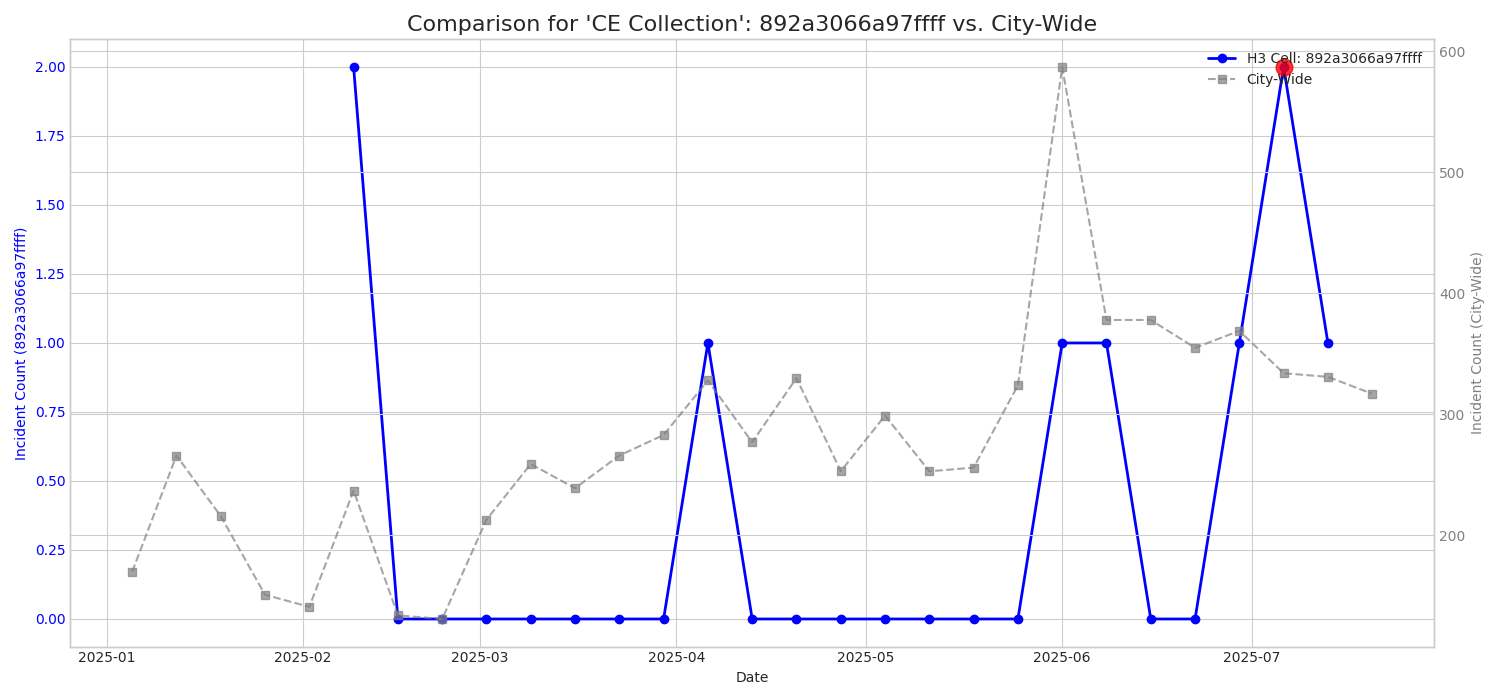 Comparison for 'CE Collection': 892a3066a97ffff vs. City-Wide
H3 Cell: 892a3066a97ffff
City-Wide
Incident Count (892a3066a97ffff)
2.00
1.75
1.50
1.25
1.00
0.75
0.50
0.25
0.00
600
500
400
300
200
Incident Count (City-Wide)
2025-01 2025-02 2025-03 2025-04 2025-05 2025-06 2025-07
Date